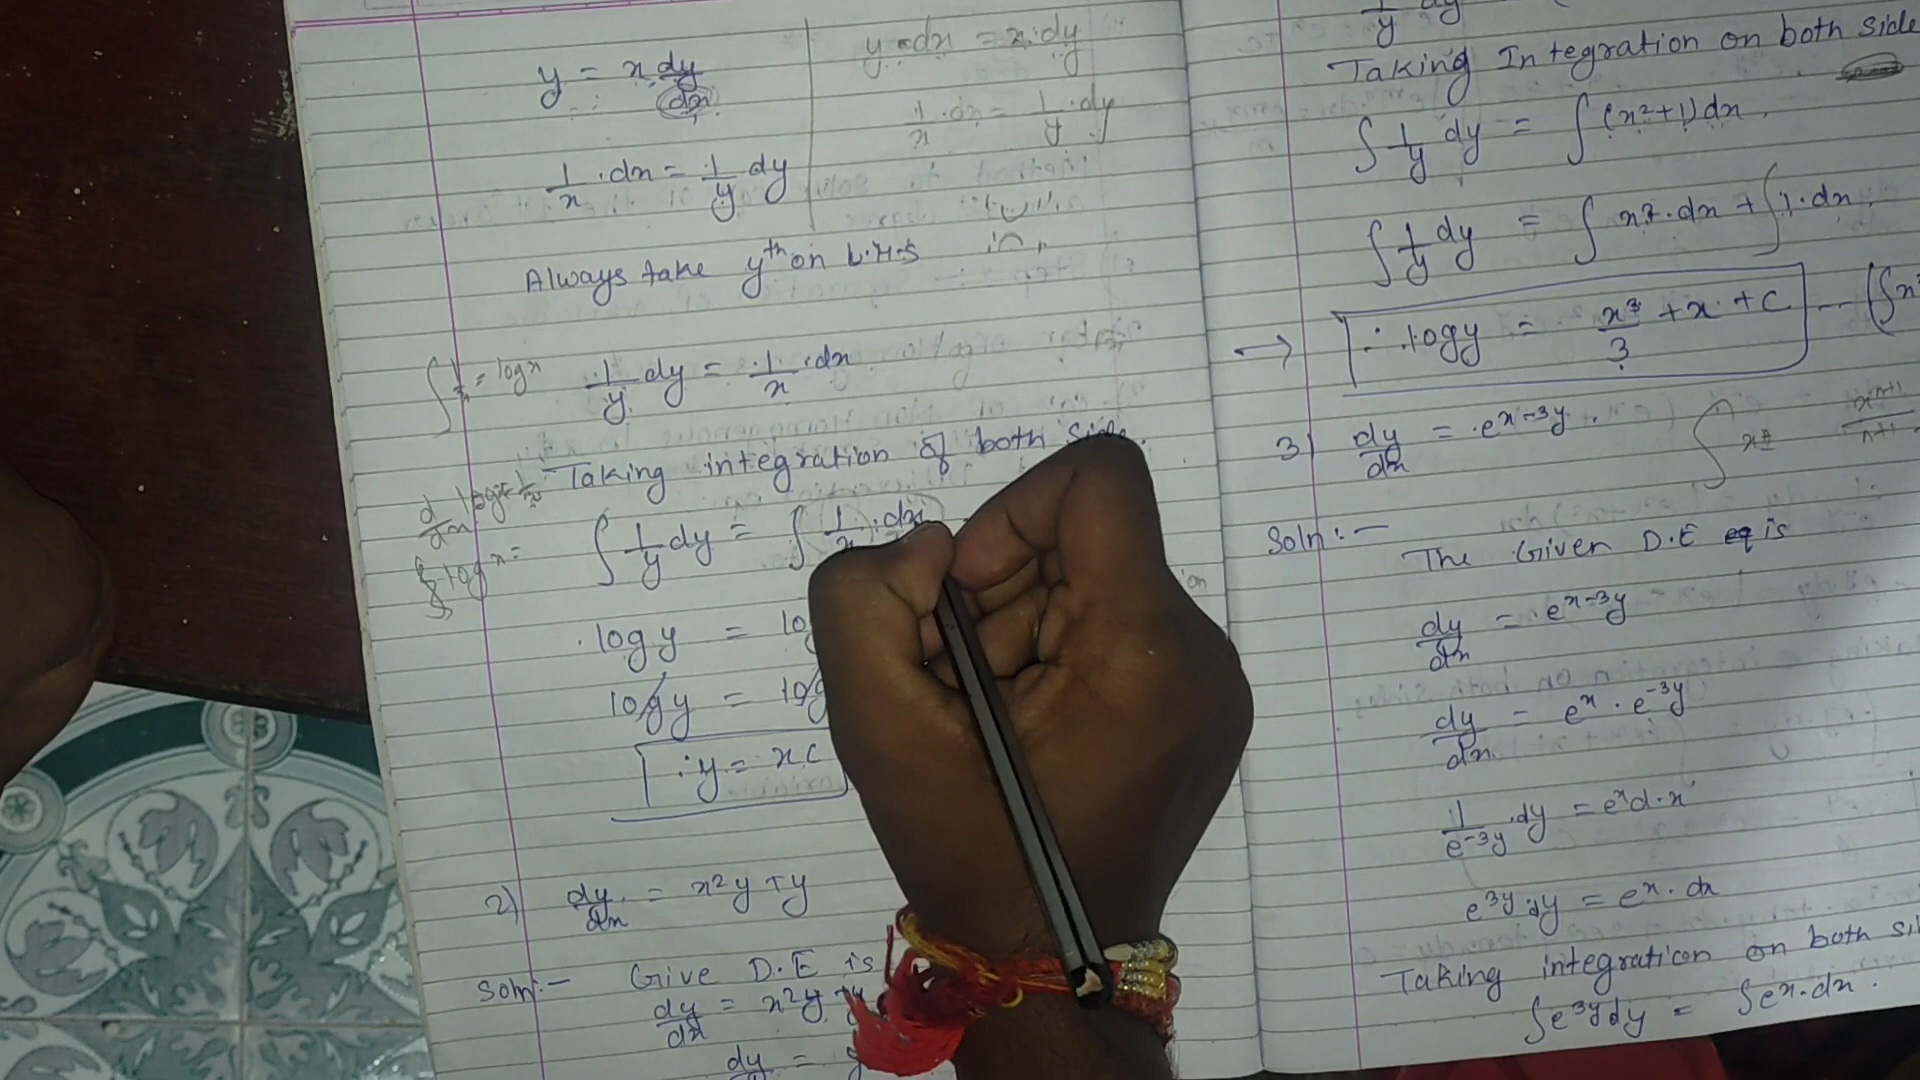 y = x dy/dx
y dx = x.dy
1/x . dx = 1/y . dy
1/x . dx = 1/y dy
Always take yth on L.H.S
∫ 1/x = log x
1/y dy = 1/x . dx
Taking integration of both side.
d/dx log x = 1/x
∫ 1/y dy = ∫ 1/x . dx
log y =
log y =
∴ y = x c
2) dy/dx = x²y + y
Soln:- Give D.E is
dy/dx = x²y + y
dy =
Taking Integration on both side
∫ 1/y dy = ∫ (x²+1) dx
∫ 1/y dy = ∫ x² . dx + ∫ 1 . dx
→ ∴ log y = x³/3 + x + c
3) dy/dx = e^x-3y
∫ x² x^n+1/n+1
Soln:-
The Given D.E eq is
dy/dx = e^x-3y
dy/dx = e^x . e^-3y
1/e^-3y . dy = e^x d.x
e^3y . dy = e^x . dx
Taking integration on both
∫ e^3y dy = ∫ e^x . dx .